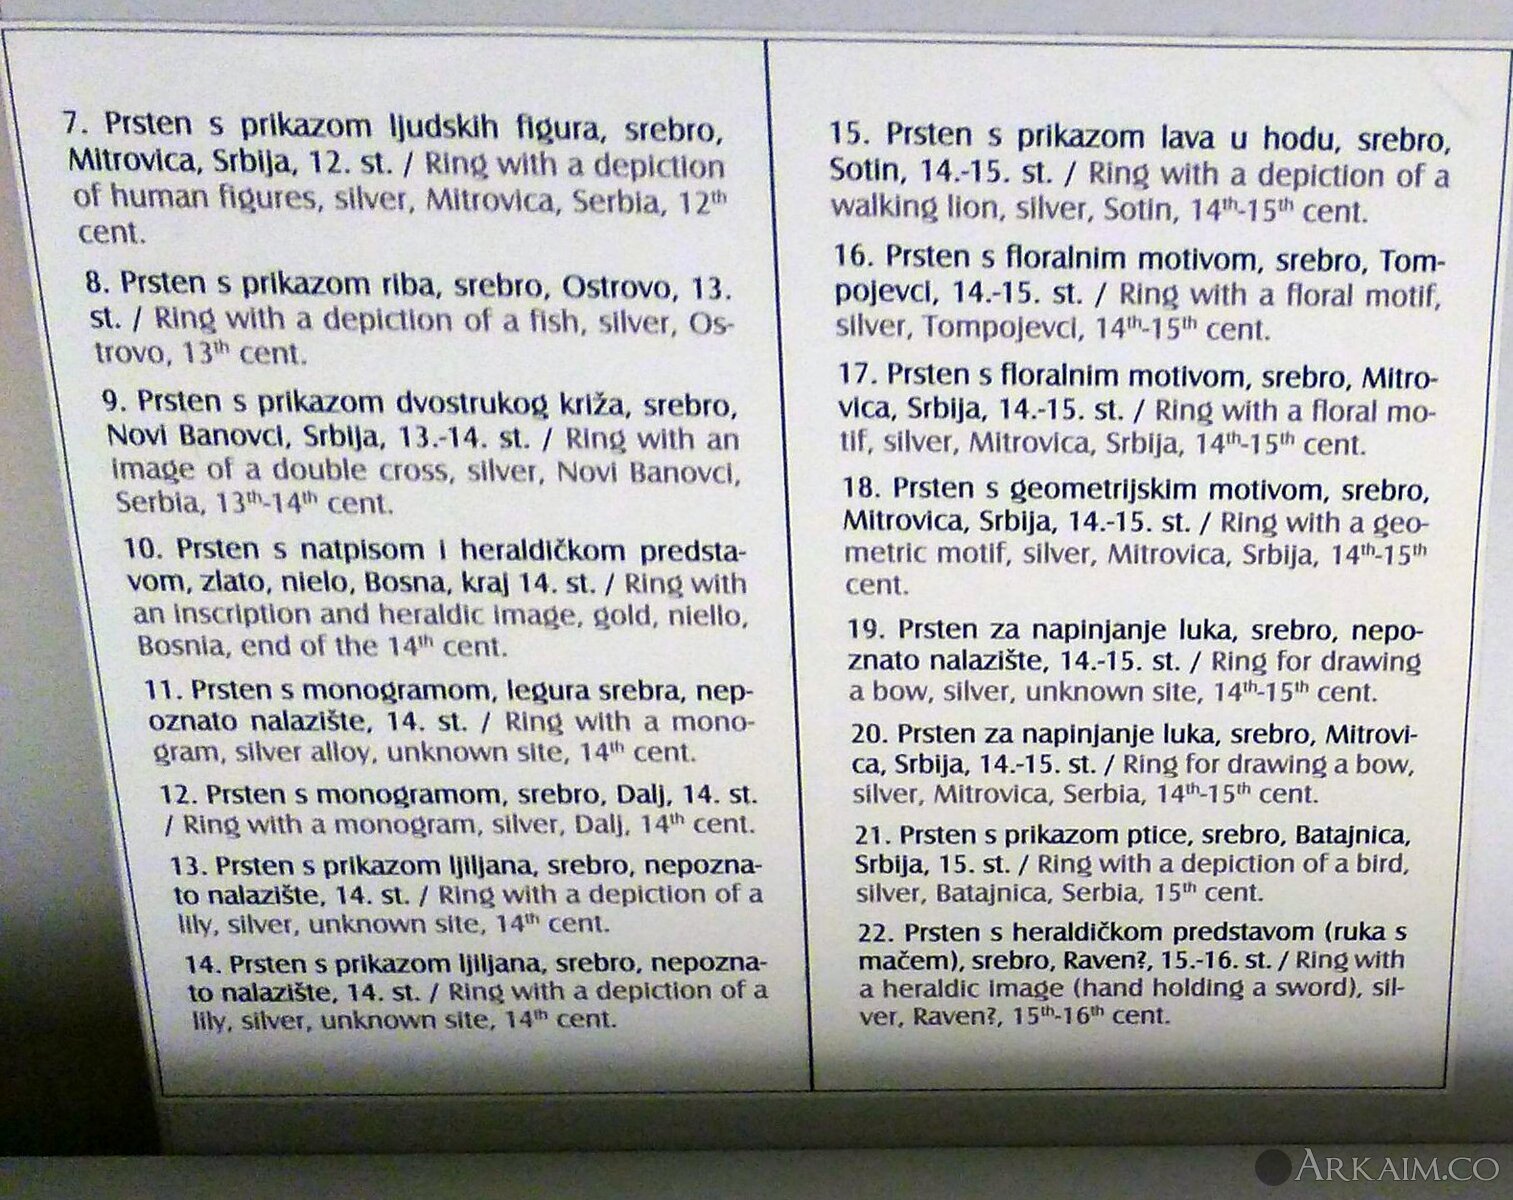 7. Prsten s prikazom ljudskih figura, srebro,
Mitrovica, Srbija, 12. st. / Ring with a depiction
of human figures, silver, Mitrovica, Serbia, 12th
cent.
8. Prsten s prikazom riba, srebro, Ostrovo, 13.
st. / Ring with a depiction of a fish, silver, Os-
trovo, 13th cent.
9. Prsten s prikazom dvostrukog križa, srebro,
Novi Banovci, Srbija, 13.-14. st. / Ring with an
image of a double cross, silver, Novi Banovci,
Serbia, 13th-14th cent.
10. Prsten s natpisom i heraldičkom predsta-
vom, zlato, nielo, Bosna, kraj 14. st. / Ring with
an inscription and heraldic image, gold, niello,
Bosnia, end of the 14th cent.
11. Prsten s monogramom, legura srebra, nep-
oznato nalazište, 14. st. / Ring with a mono-
gram, silver alloy, unknown site, 14th cent.
12. Prsten s monogramom, srebro, Dalj, 14. st.
/ Ring with a monogram, silver, Dalj, 14th cent.
13. Prsten s prikazom ljiljana, srebro, nepozna-
to nalazište, 14. st. / Ring with a depiction of a
lily, silver, unknown site, 14th cent.
14. Prsten s prikazom ljiljana, srebro, nepozna-
to nalazište, 14. st. / Ring with a depiction of a
lily, silver, unknown site, 14th cent.
15. Prsten s prikazom lava u hodu, srebro,
Sotin, 14.-15. st. / Ring with a depiction of a
walking lion, silver, Sotin, 14th-15th cent.
16. Prsten s floralnim motivom, srebro, Tom-
pojevci, 14.-15. st. / Ring with a floral motif,
silver, Tompojevci, 14th-15th cent.
17. Prsten s floralnim motivom, srebro, Mitro-
vica, Srbija, 14.-15. st. / Ring with a floral mo-
tif, silver, Mitrovica, Srbija, 14th-15th cent.
18. Prsten s geometrijskim motivom, srebro,
Mitrovica, Srbija, 14.-15. st. / Ring with a geo-
metric motif, silver, Mitrovica, Srbija, 14th-15th
cent.
19. Prsten za napinjanje luka, srebro, nepo-
znato nalazište, 14.-15. st. / Ring for drawing
a bow, silver, unknown site, 14th-15th cent.
20. Prsten za napinjanje luka, srebro, Mitrovi-
ca, Srbija, 14.-15. st. / Ring for drawing a bow,
silver, Mitrovica, Serbia, 14th-15th cent.
21. Prsten s prikazom ptice, srebro, Batajnica,
Srbija, 15. st. / Ring with a depiction of a bird,
silver, Batajnica, Serbia, 15th cent.
22. Prsten s heraldičkom predstavom (ruka s
mačem), srebro, Raven?, 15.-16. st. / Ring with
a heraldic image (hand holding a sword), sil-
ver, Raven?, 15th-16th cent.
ARKAIM.CO